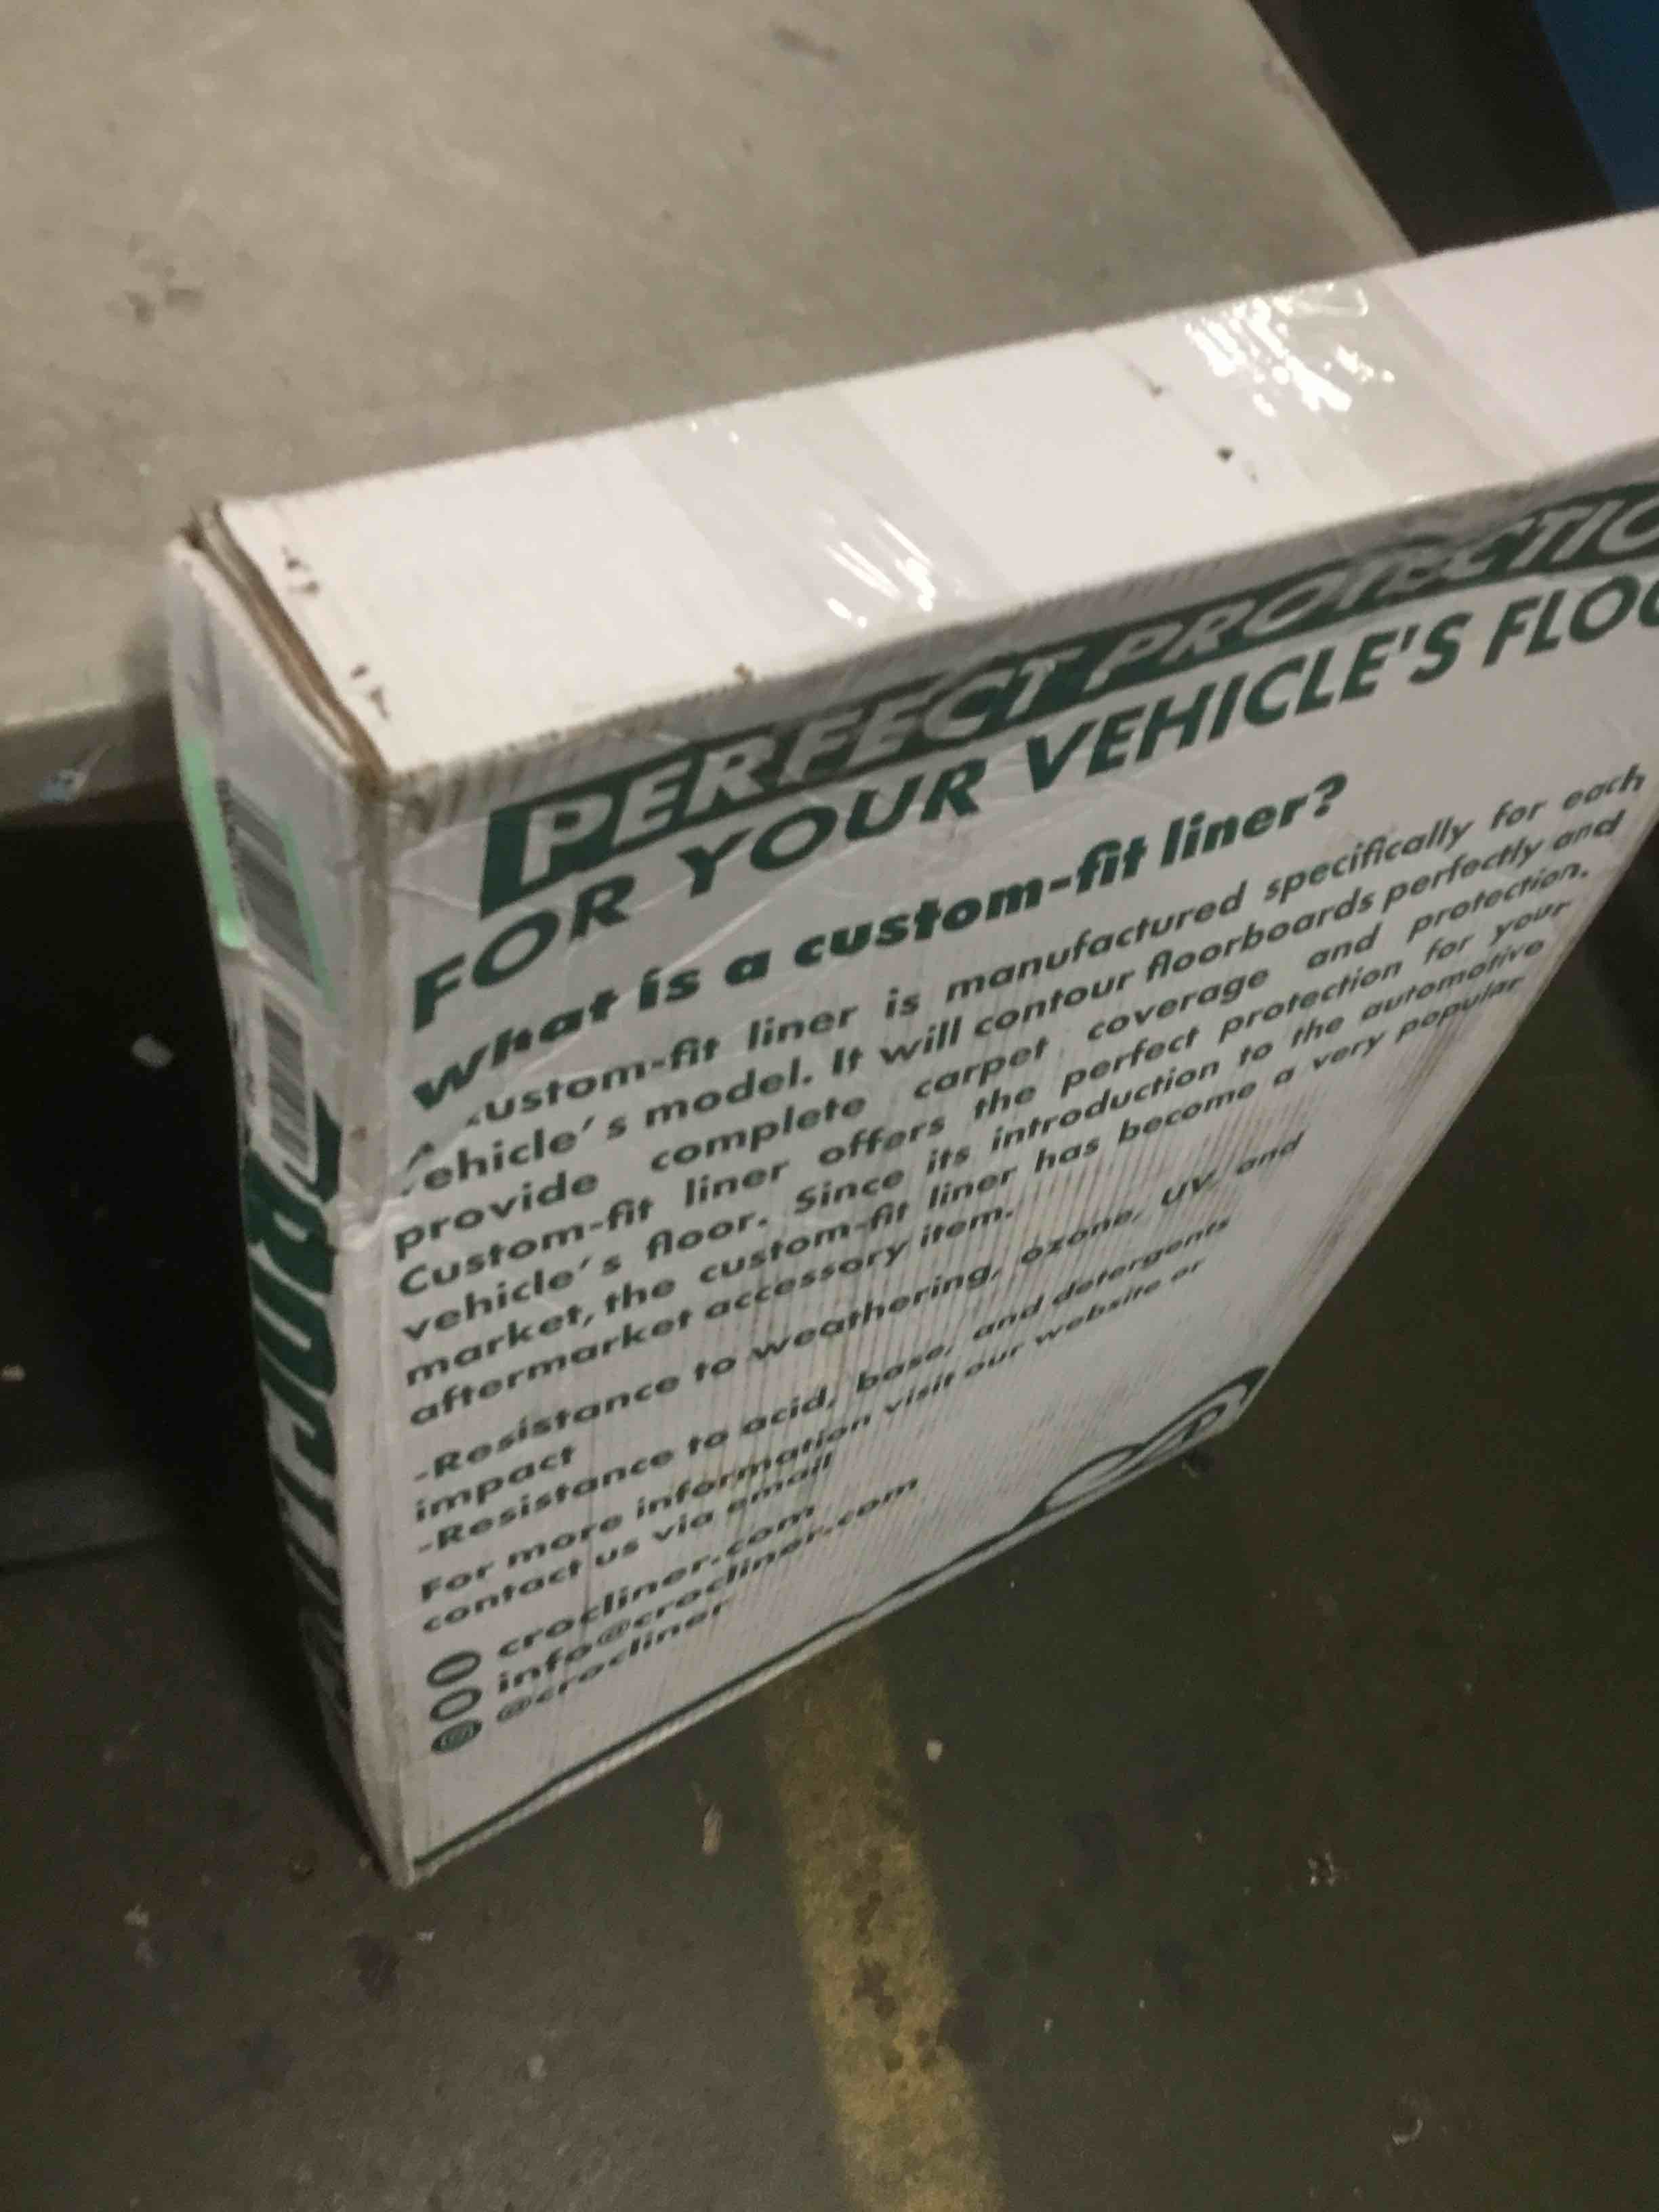 PERFECT PROTECTIO
FOR YOUR VEHICLE'S FLOO
What is a custom-fit liner?
A custom-fit liner is manufactured specifically for each
vehicle's model. It will contour floorboards perfectly and
provide complete carpet coverage and protection.
Custom-fit liner offers the perfect protection for your
vehicle's floor. Since its introduction to the automotive
market, the custom-fit liner has become a very popular
aftermarket accessory item.
-Resistance to weathering, ozone, UV and
impact
-Resistance to acid, base, and detergents
For more information visit our website or
contact us via email
crocliner.com
info@crocliner.com
@crocliner